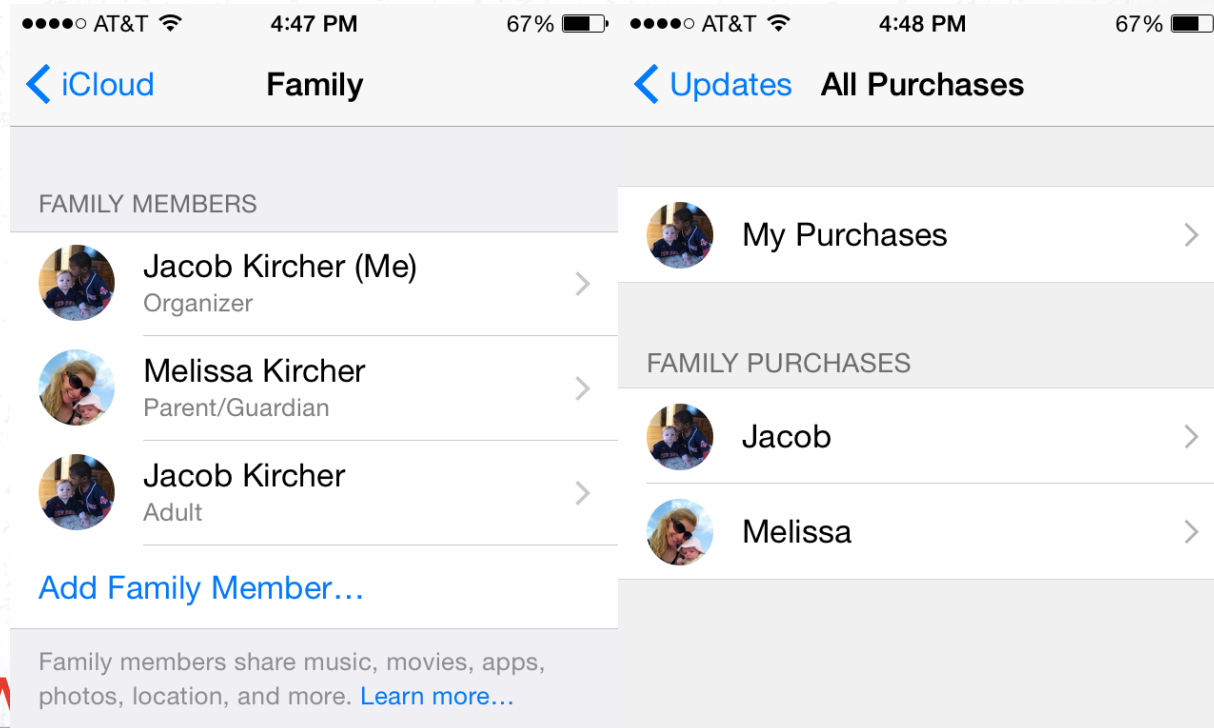 AT&T 4:47 PM 67%
iCloud Family
FAMILY MEMBERS
Jacob Kircher (Me)
Organizer
Melissa Kircher
Parent/Guardian
Jacob Kircher
Adult
Add Family Member…
Family members share music, movies, apps,
photos, location, and more. Learn more…
AT&T 4:48 PM 67%
Updates All Purchases
My Purchases
FAMILY PURCHASES
Jacob
Melissa